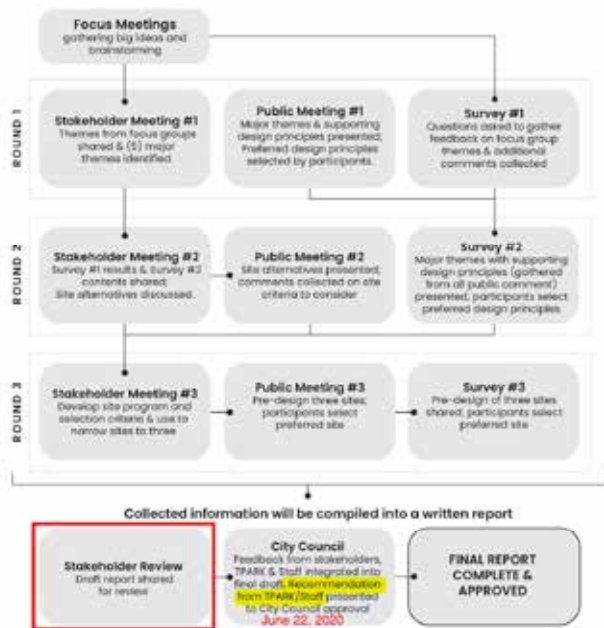 Focus Meetings
gathering big ideas and
brainstorming
ROUND 1
Stakeholder Meeting #1
Themes from focus groups
shared & (5) major
themes identified
Public Meeting #1
Major themes & supporting
design principles presented;
Preferred design principles
selected by participants.
Survey #1
Questions asked to gather
feedback on focus group
themes & additional
comments collected
ROUND 2
Stakeholder Meeting #2
Survey #1 results & Survey #2
contents shared;
Site alternatives discussed.
Public Meeting #2
Site alternatives presented;
comments collected on site
criteria to consider
Survey #2
Major themes with supporting
design principles (gathered
from all public comment)
presented; participants select
preferred design principles
ROUND 3
Stakeholder Meeting #3
Develop site program and
selection criteria & use to
narrow sites to three
Public Meeting #3
Pre-design three sites;
participants select
preferred site
Survey #3
Pre-design of three sites
shared; participants select
preferred site
Collected information will be compiled into a written report
Stakeholder Review
Draft report shared
for review
City Council
Feedback from stakeholders,
TPARK & Staff integrated into
final draft. Recommendation
from TPARK/Staff presented
to City Council approval
June 22, 2020
FINAL REPORT
COMPLETE &
APPROVED